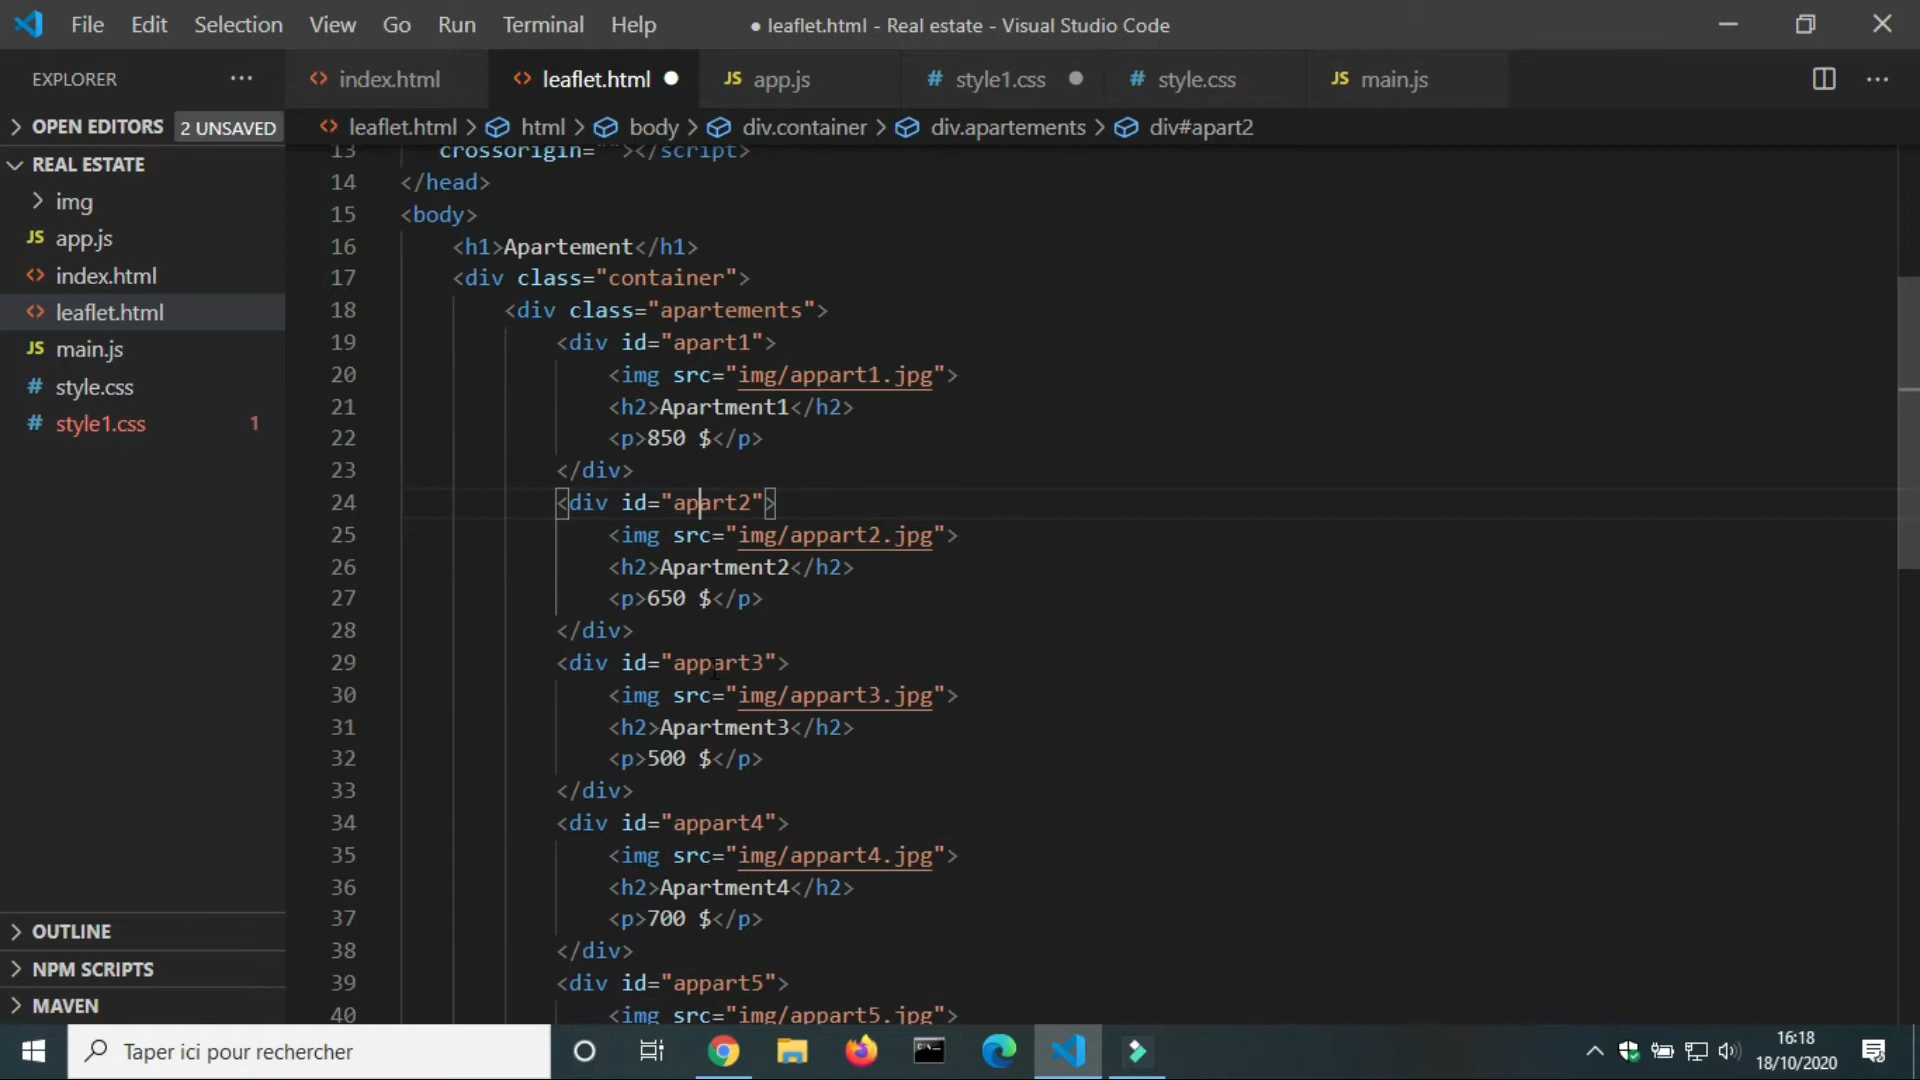 File Edit Selection View Go Run Terminal Help ● leaflet.html - Real estate - Visual Studio Code
EXPLORER ··· <> index.html <> leaflet.html ● JS app.js # style1.css ● # style.css JS main.js ···
> OPEN EDITORS 2 UNSAVED <> leaflet.html > html > body > div.container > div.apartements > div#apart2
REAL ESTATE
> img
JS app.js
<> index.html
<> leaflet.html
JS main.js
# style.css
# style1.css 1
> OUTLINE
> NPM SCRIPTS
> MAVEN
13 crossorigin=""></script>
14 </head>
15 <body>
16 <h1>Apartement</h1>
17 <div class="container">
18 <div class="apartements">
19 <div id="apart1">
20 <img src="img/appart1.jpg">
21 <h2>Apartment1</h2>
22 <p>850 $</p>
23 </div>
24 <div id="apart2">
25 <img src="img/appart2.jpg">
26 <h2>Apartment2</h2>
27 <p>650 $</p>
28 </div>
29 <div id="appart3">
30 <img src="img/appart3.jpg">
31 <h2>Apartment3</h2>
32 <p>500 $</p>
33 </div>
34 <div id="appart4">
35 <img src="img/appart4.jpg">
36 <h2>Apartment4</h2>
37 <p>700 $</p>
38 </div>
39 <div id="appart5">
40 <img src="img/appart5.jpg">
Taper ici pour rechercher
16:18
18/10/2020